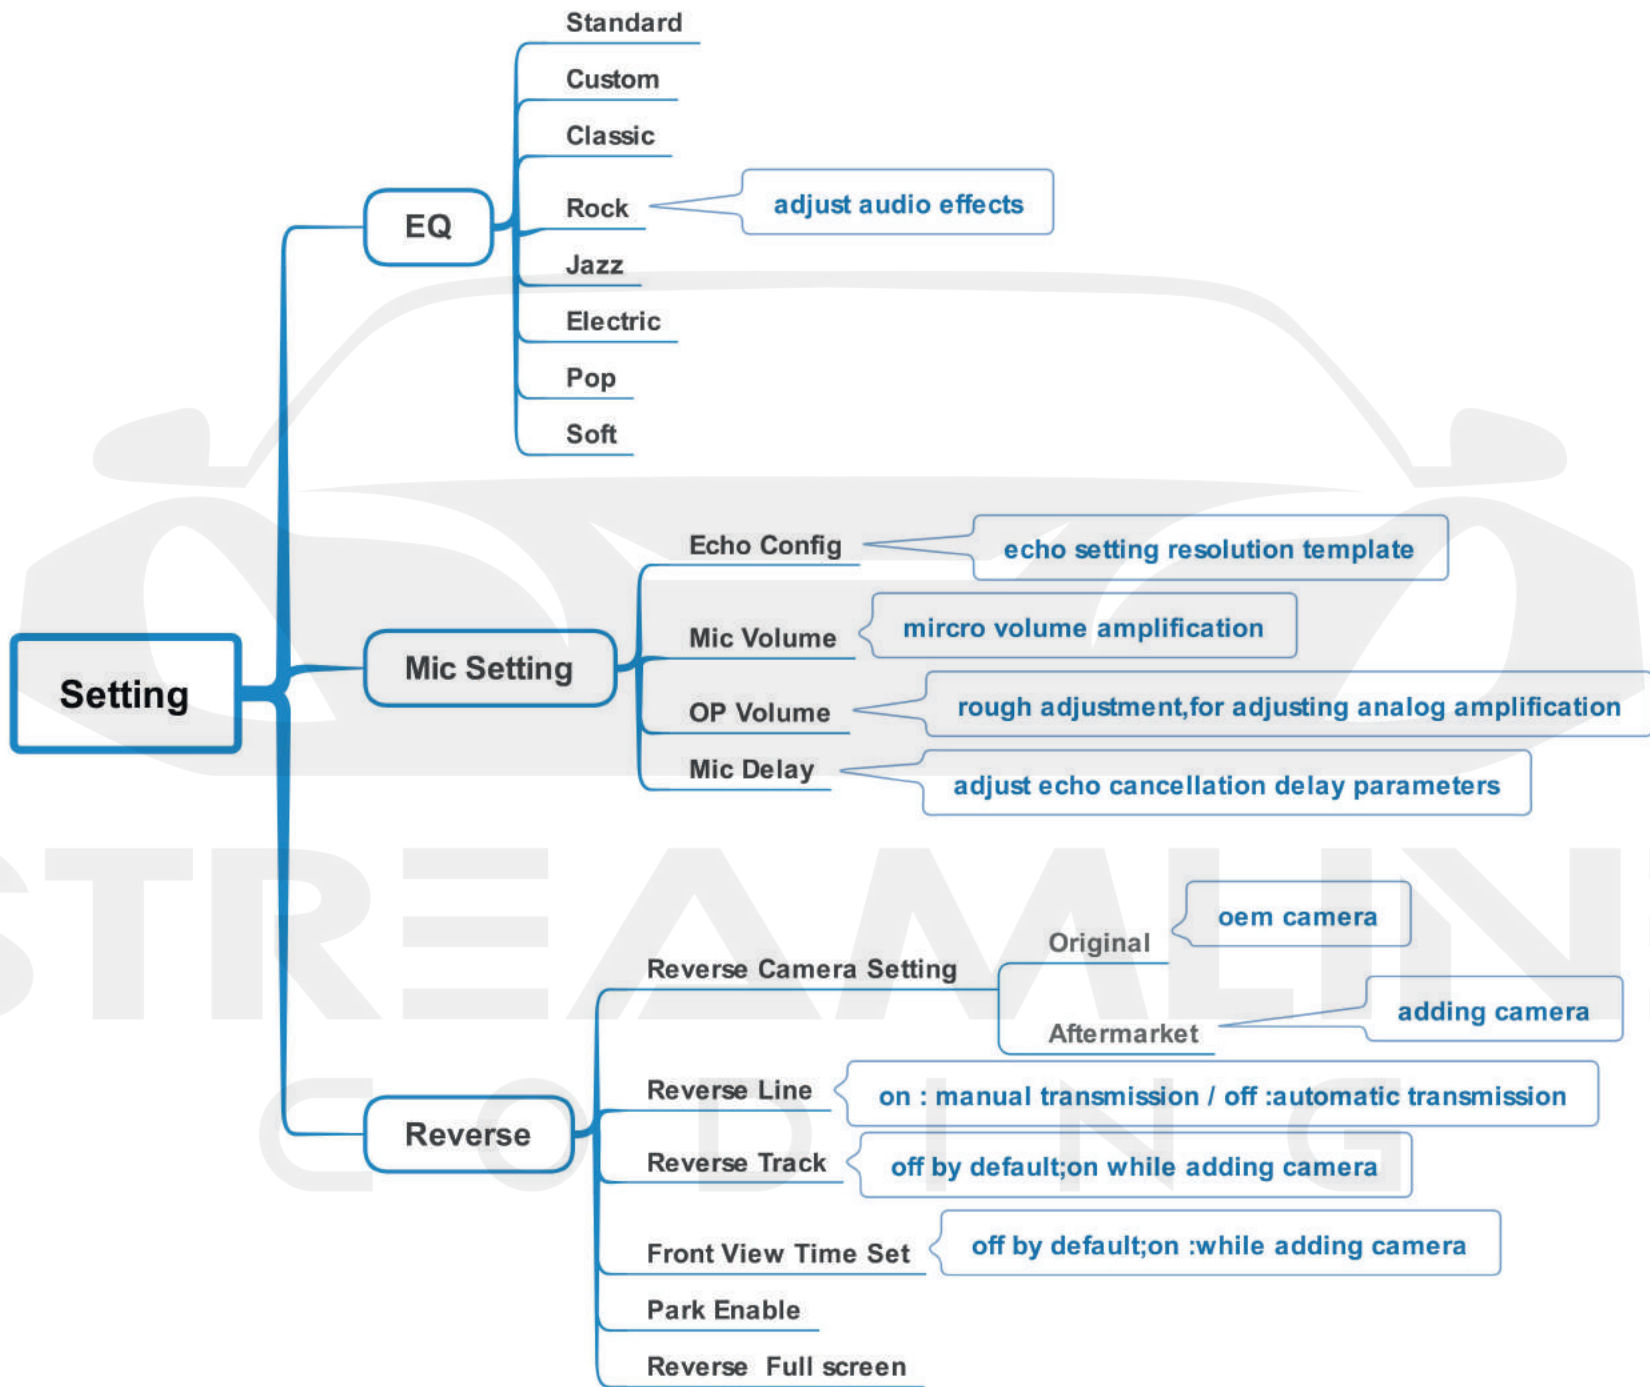 Standard
Custom
Classic
Rock
adjust audio effects
EQ
Jazz
Electric
Pop
Soft
Echo Config
echo setting resolution template
Mic Volume
mircro volume amplification
Mic Setting
Setting
OP Volume
rough adjustment,for adjusting analog amplification
Mic Delay
adjust echo cancellation delay parameters
STREAMLIN
oem camera
Original
Reverse Camera Setting
adding camera
Aftermarket
Reverse Line
on : manual transmission / off :automatic transmission
CODING
Reverse
Reverse Track
off by default;on while adding camera
Front View Time Set
off by default;on :while adding camera
Park Enable
Reverse  Full screen